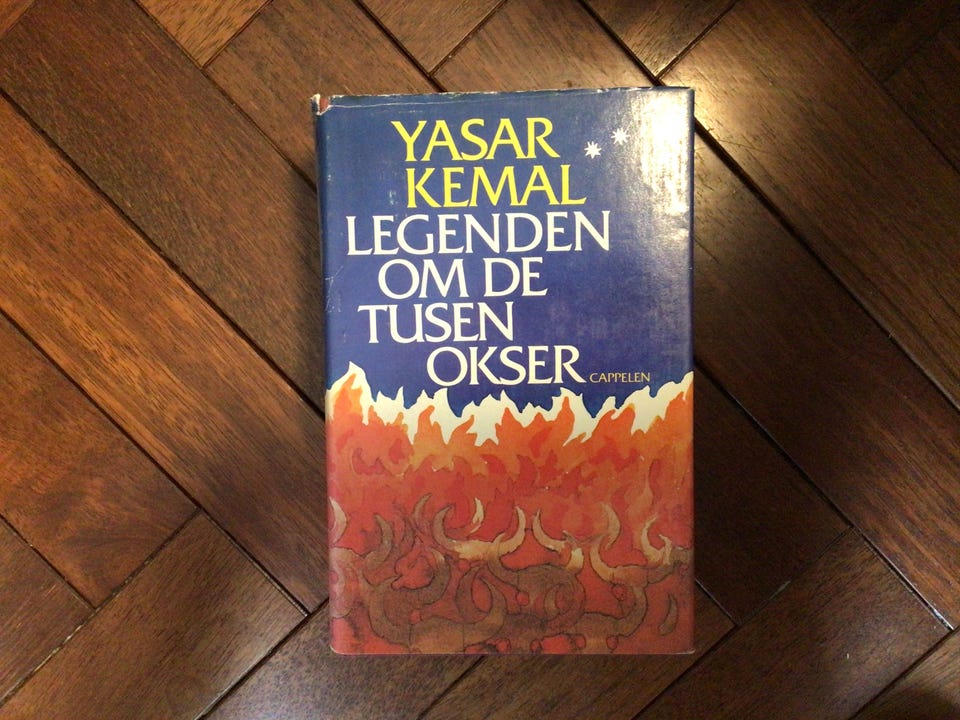 YASAR
KEMAL
LEGENDEN
OM DE
TUSEN
OKSER
CAPPELEN